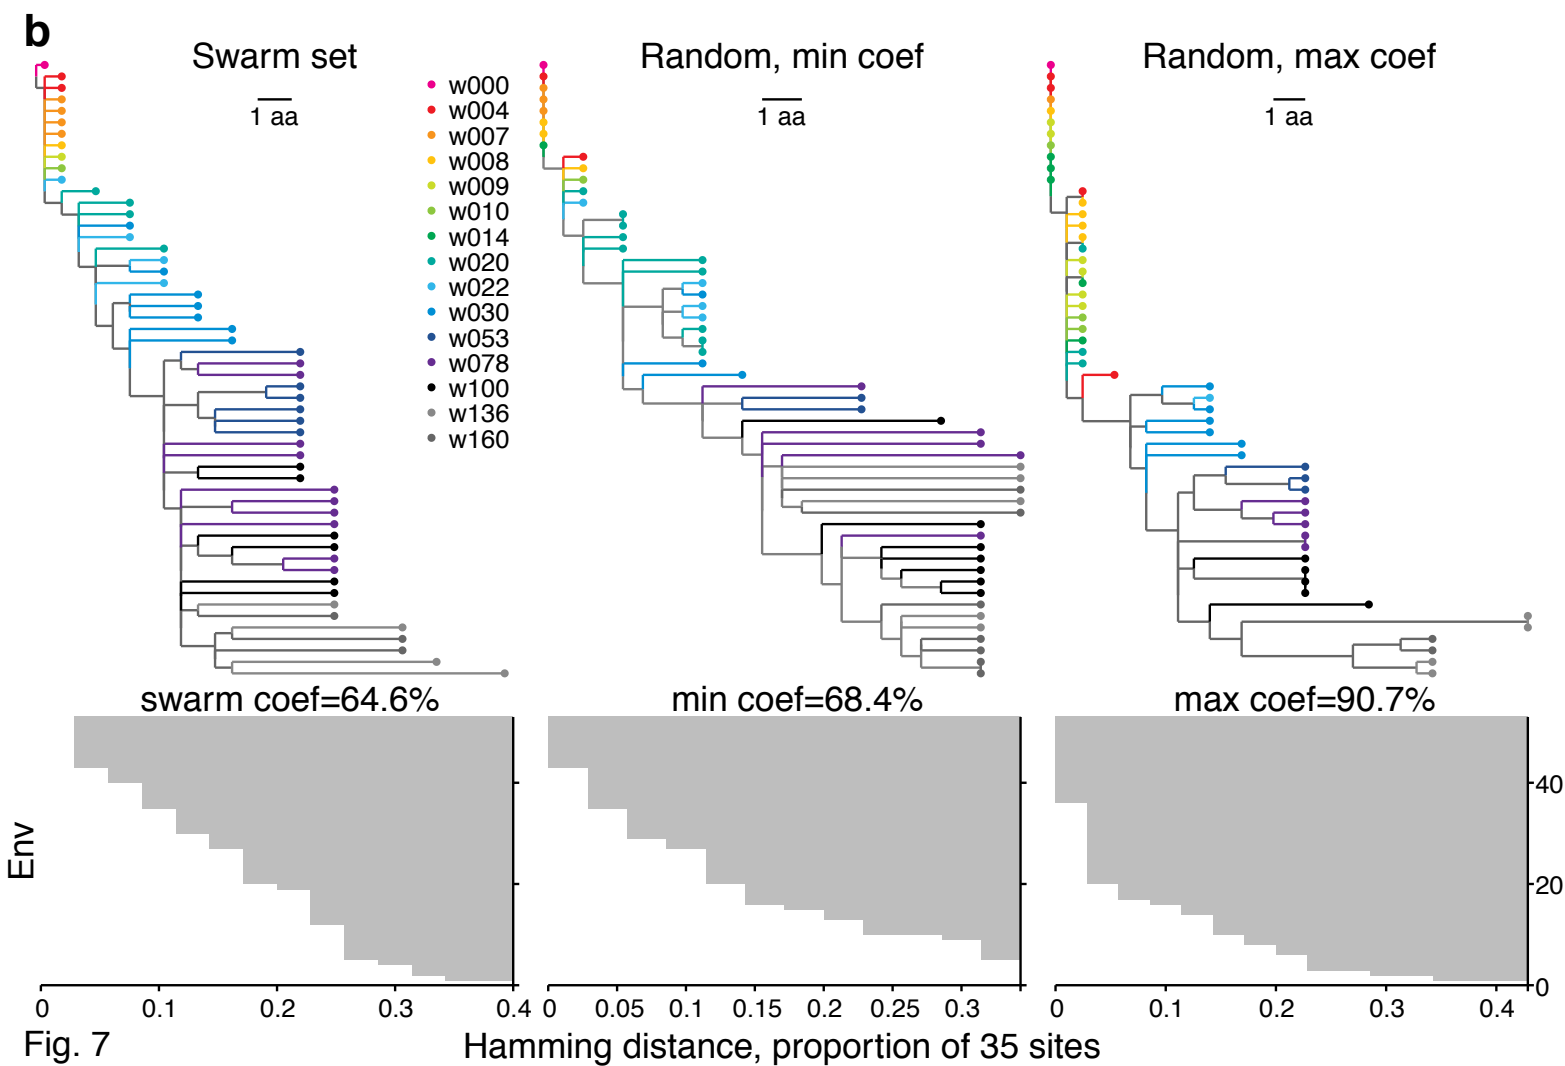 b
Swarm set
Random, min coef
Random, max coef
1 aa
1 aa
1 aa
w000
w004
w007
w008
w009
w010
w014
w020
w022
w030
w053
w078
w100
w136
w160
swarm coef=64.6%
min coef=68.4%
max coef=90.7%
Env
40
20
0
0 0.1 0.2 0.3 0.4
0 0.05 0.1 0.15 0.2 0.25 0.3
0 0.1 0.2 0.3 0.4
Fig. 7
Hamming distance, proportion of 35 sites